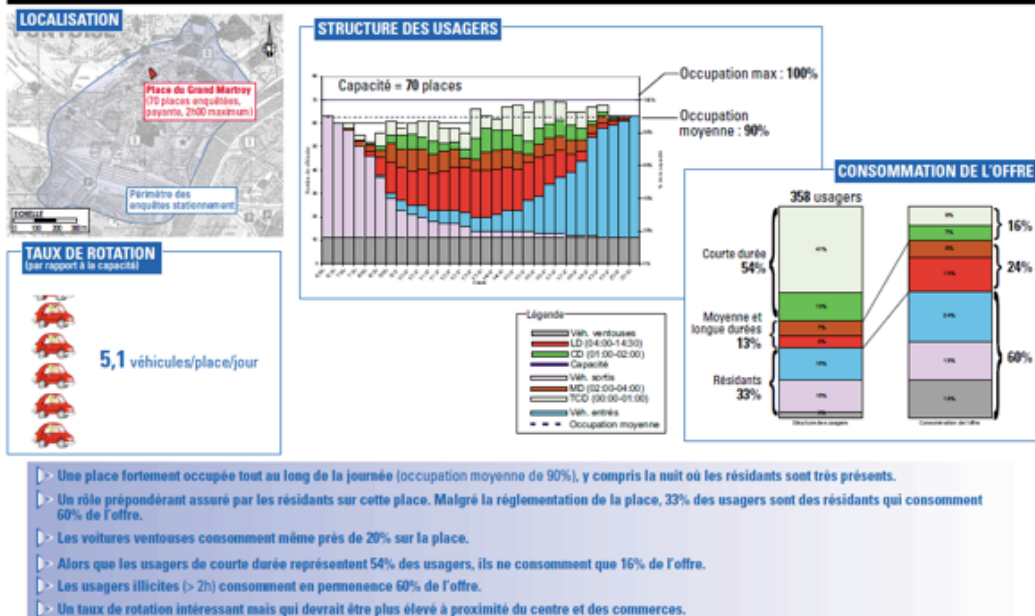 LOCALISATION
PONTOISE
Place du Grand Martroy
(70 places enquêtées,
payante, 2h00 maximum)
Périmètre des
enquêtes stationnement
ECHELLE
TAUX DE ROTATION
(par rapport à la capacité)
5,1 véhicules/place/jour
STRUCTURE DES USAGERS
Capacité = 70 places
Occupation max : 100%
Occupation
moyenne : 90%
Légende
Véh. ventouses
LD (04:00-14:30)
CD (01:00-02:00)
Capacité
Véh. sortis
MD (02:00-04:00)
TCD (00:00-01:00)
Véh. entrés
Occupation moyenne
CONSOMMATION DE L'OFFRE
358 usagers
Courte durée
54%
Moyenne et
longue durées
13%
Résidants
33%
16%
24%
60%
Structure des usagers
Consommation de l'offre
Une place fortement occupée tout au long de la journée (occupation moyenne de 90%), y compris la nuit où les résidants sont très présents.
Un rôle prépondérant assuré par les résidants sur cette place. Malgré la réglementation de la place, 33% des usagers sont des résidants qui consomment
60% de l'offre.
Les voitures ventouses consomment même près de 20% sur la place.
Alors que les usagers de courte durée représentent 54% des usagers, ils ne consomment que 16% de l'offre.
Les usagers illicites (> 2h) consomment en permenence 60% de l'offre.
Un taux de rotation intéressant mais qui devrait être plus élevé à proximité du centre et des commerces.